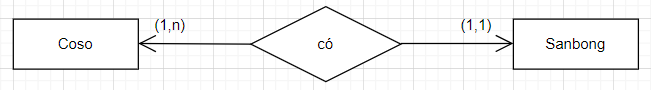 (1,n)
(1,1)
Coso
có
Sanbong